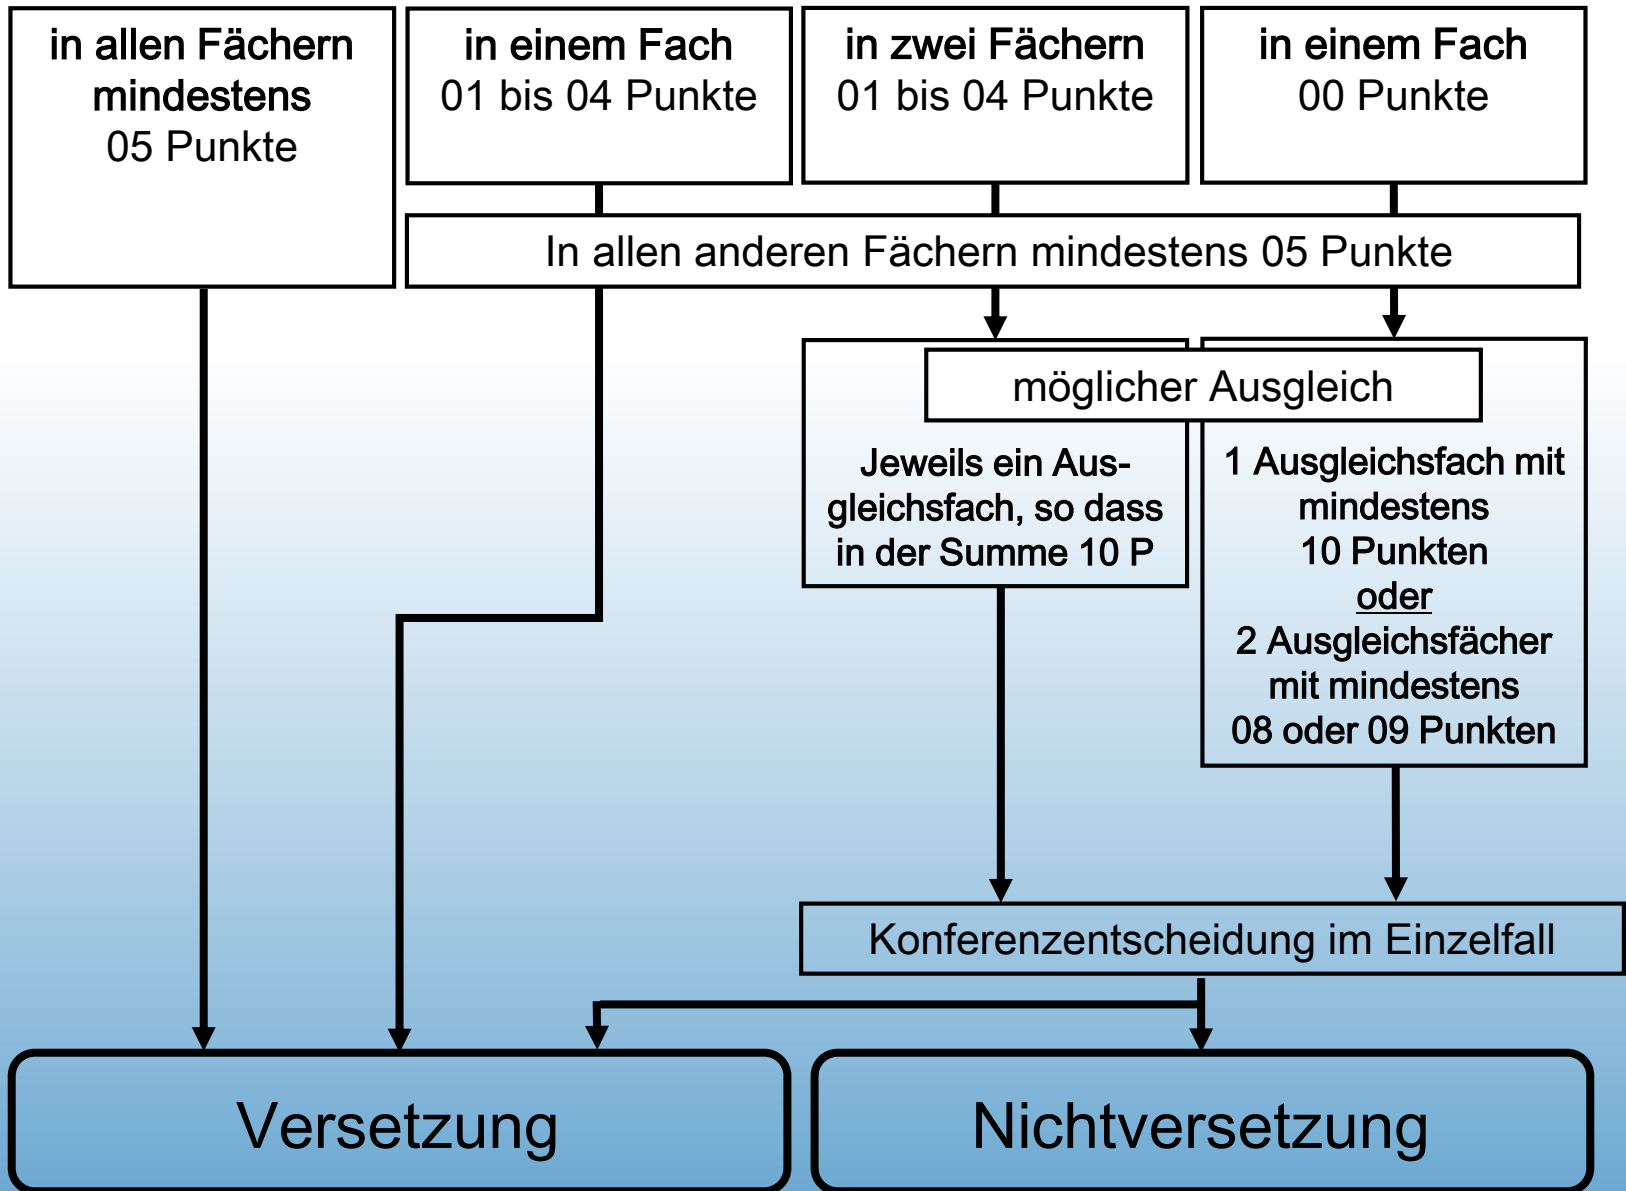 in allen Fächern
mindestens
05 Punkte
in einem Fach
01 bis 04 Punkte
in zwei Fächern
01 bis 04 Punkte
in einem Fach
00 Punkte
In allen anderen Fächern mindestens 05 Punkte
möglicher Ausgleich
Jeweils ein Aus-
gleichsfach, so dass
in der Summe 10 P
1 Ausgleichsfach mit
mindestens
10 Punkten
oder
2 Ausgleichsfächer
mit mindestens
08 oder 09 Punkten
Konferenzentscheidung im Einzelfall
Versetzung
Nichtversetzung